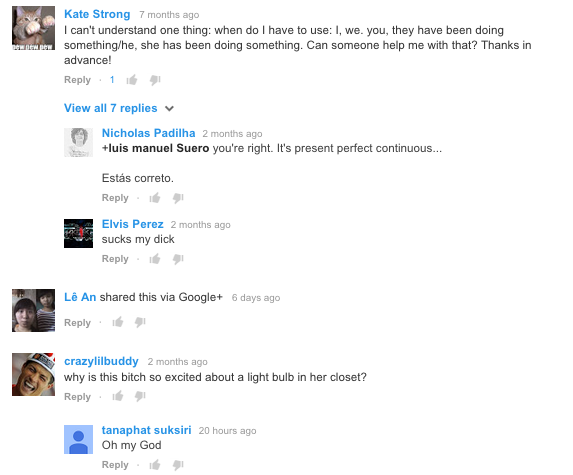 Kate Strong 7 months ago
I can't understand one thing: when do I have to use: I, we. you, they have been doing
something/he, she has been doing something. Can someone help me with that? Thanks in
advance!
Reply · 1
View all 7 replies
Nicholas Padilha 2 months ago
+luis manuel Suero you're right. It's present perfect continuous...
Estás correto.
Reply ·
Elvis Perez 2 months ago
sucks my dick
Reply ·
Lê An shared this via Google+ 6 days ago
Reply ·
crazylilbuddy 2 months ago
why is this bitch so excited about a light bulb in her closet?
Reply ·
tanaphat suksiri 20 hours ago
Oh my God
Reply ·